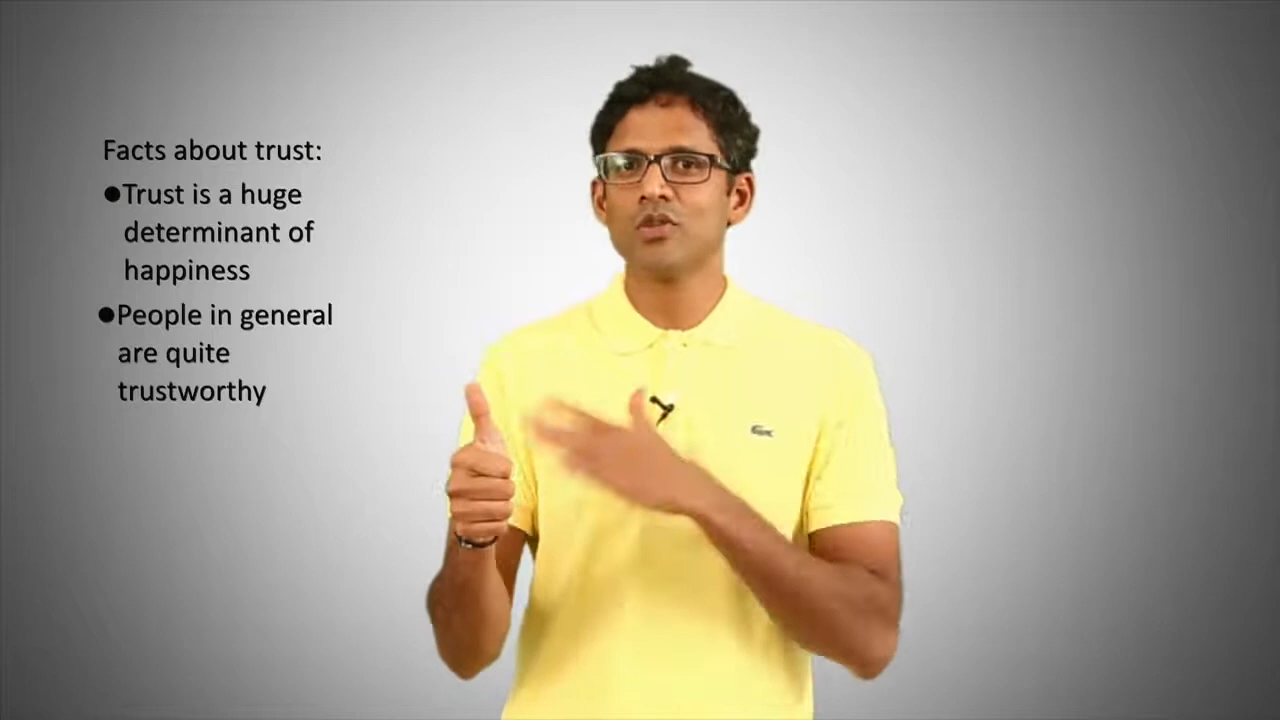 Facts about trust:
●Trust is a huge
determinant of
happiness
●People in general
are quite
trustworthy